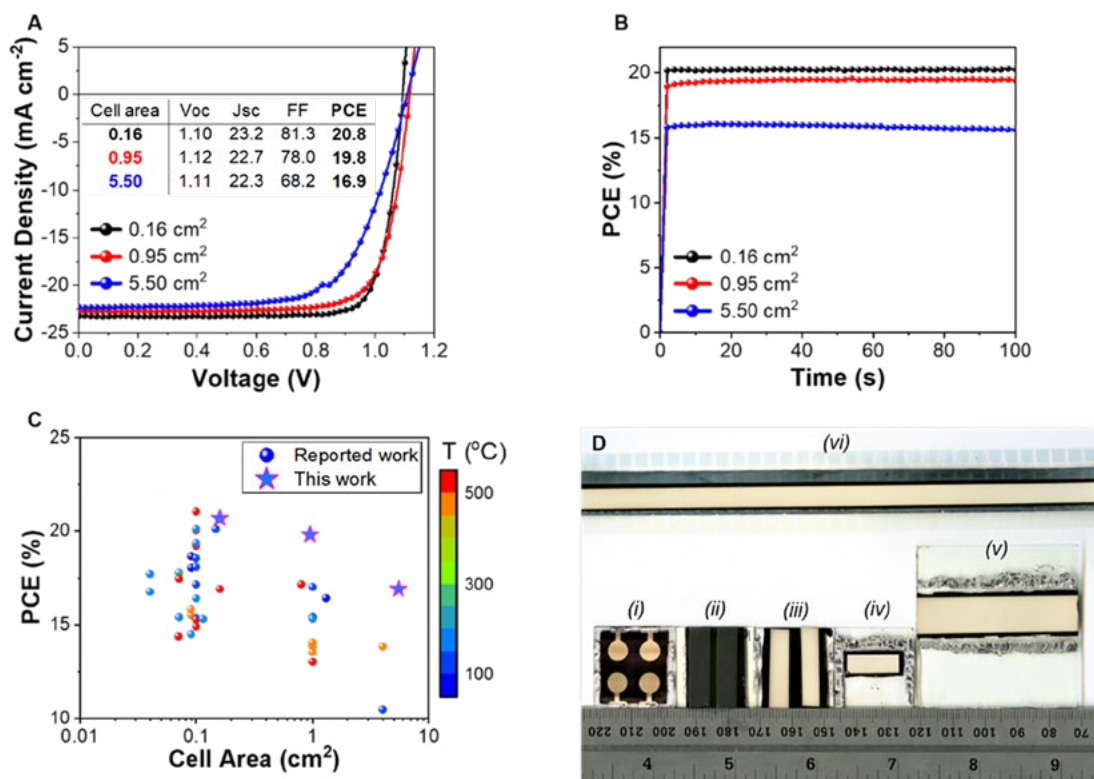 A
5
0
-5
-10
-15
-20
-25
Current Density (mA cm⁻²)
Cell area Voc Jsc FF PCE
0.16 1.10 23.2 81.3 20.8
0.95 1.12 22.7 78.0 19.8
5.50 1.11 22.3 68.2 16.9
0.16 cm²
0.95 cm²
5.50 cm²
0.0 0.2 0.4 0.6 0.8 1.0 1.2
Voltage (V)
B
20
15
10
5
0
PCE (%)
0.16 cm²
0.95 cm²
5.50 cm²
0 20 40 60 80 100
Time (s)
C
25
20
15
10
PCE (%)
Reported work
This work
T (°C)
500
300
100
0.01 0.1 1 10
Cell Area (cm²)
D
(vi)
(v)
(i) (ii) (iii) (iv)
220 210 200 190 180 170 160 150 140 130 120 110 100 90 80 70
4 5 6 7 8 9